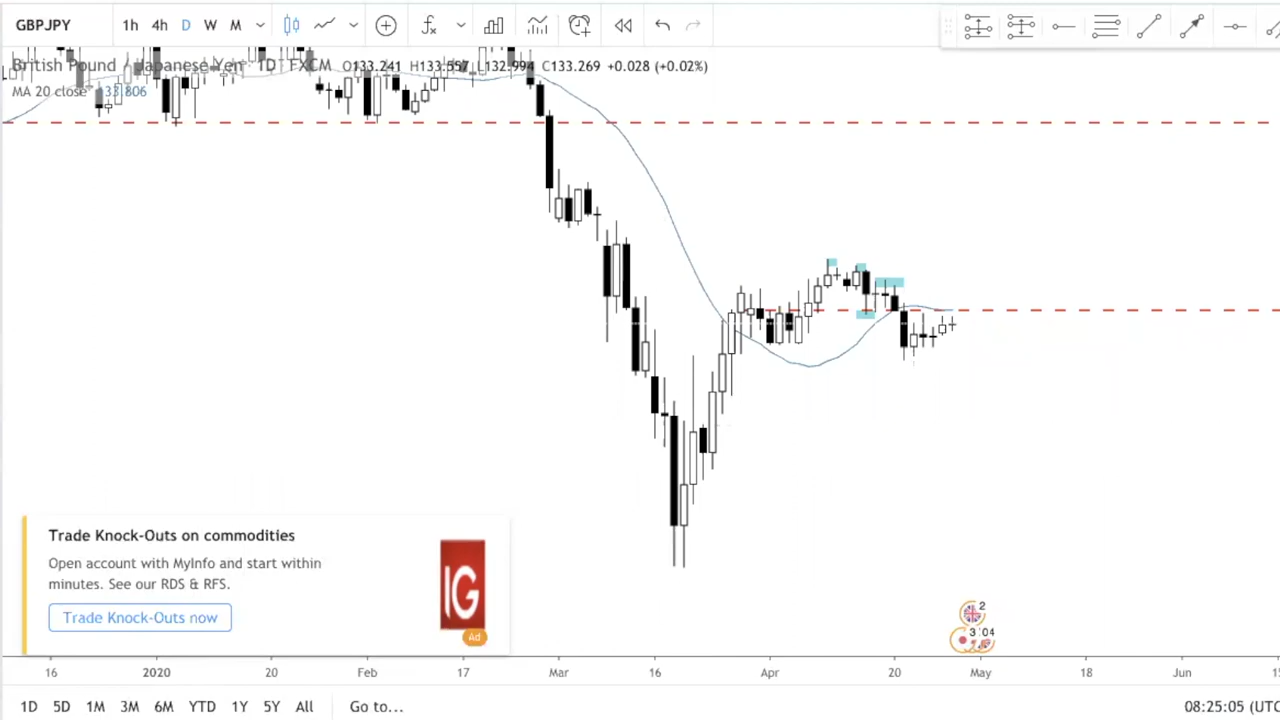 GBPJPY 1h 4h D W M
British Pound / Japanese Yen 1D FXCM O133.241 H133.557 L132.994 C133.269 +0.028 (+0.02%)
MA 20 close 133.806
Trade Knock-Outs on commodities
Open account with MyInfo and start within
minutes. See our RDS & RFS.
Trade Knock-Outs now
IG
Ad
2
3:04
16 2020 20 Feb 17 Mar 16 Apr 20 May 18 Jun 15
1D 5D 1M 3M 6M YTD 1Y 5Y All Go to... 08:25:05 (UTC